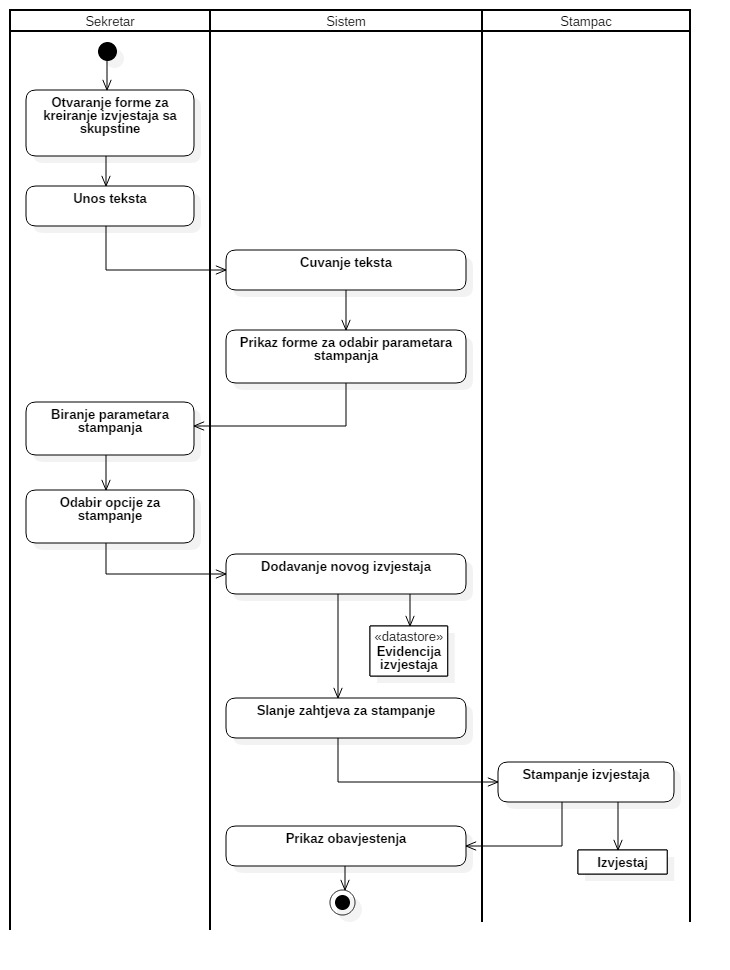 Sekretar
Sistem
Stampac
Otvaranje forme za
kreiranje izvjestaja sa
skupstine
Unos teksta
Cuvanje teksta
Prikaz forme za odabir parametara
stampanja
Biranje parametara
stampanja
Odabir opcije za
stampanje
Dodavanje novog izvjestaja
«datastore»
Evidencija
izvjestaja
Slanje zahtjeva za stampanje
Stampanje izvjestaja
Prikaz obavjestenja
Izvjestaj